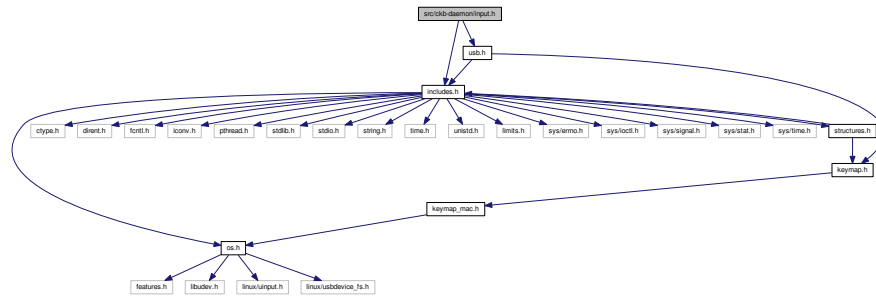 src/ckb-daemon/input.h
usb.h
includes.h
ctype.h dirent.h fcntl.h iconv.h pthread.h stdlib.h stdio.h string.h time.h unistd.h limits.h sys/errno.h sys/ioctl.h sys/signal.h sys/stat.h sys/time.h structures.h
keymap.h
keymap_mac.h
os.h
features.h libudev.h linux/uinput.h linux/usbdevice_fs.h